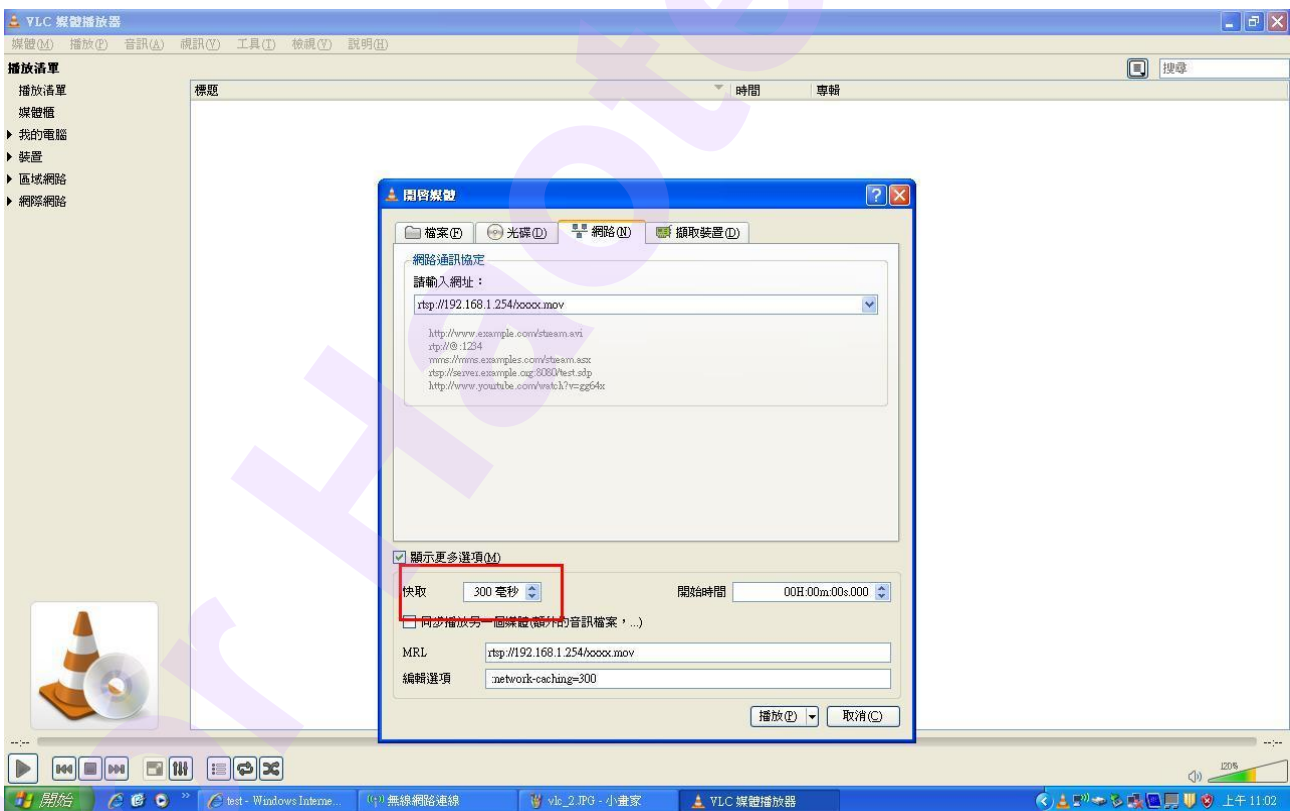 VLC 媒體播放器
媒體(M) 播放(P) 音訊(A) 視訊(V) 工具(T) 檢視(V) 説明(H)
播放清單
搜尋
播放清單
標題 時間 專輯
媒體櫃
我的電腦
裝置
區域網路
網際網路
開啓媒體
檔案(F) 光碟(D) 網路(N) 擷取裝置(D)
網路通訊協定
請輸入網址：
rtsp://192.168.1.254/xxxx.mov
http://www.example.com/stream.avi
rtp://@:1234
mms://mms.examples.com/stream.asx
rtsp://server.example.org:8080/test.sdp
http://www.yourtube.com/watch?v=gg64x
顯示更多選項(M)
快取 300 毫秒 開始時間 00H:00m:00s.000
同步播放另一個媒體(額外的音訊檔案，...)
MRL rtsp://192.168.1.254/xxxx.mov
編輯選項 :network-caching=300
播放(P) 取消(C)
--:-- --:--
120%
開始 test - Windows Interne... 無線網路連線 vlc_2.JPG - 小畫家 VLC 媒體播放器 上午 11:02